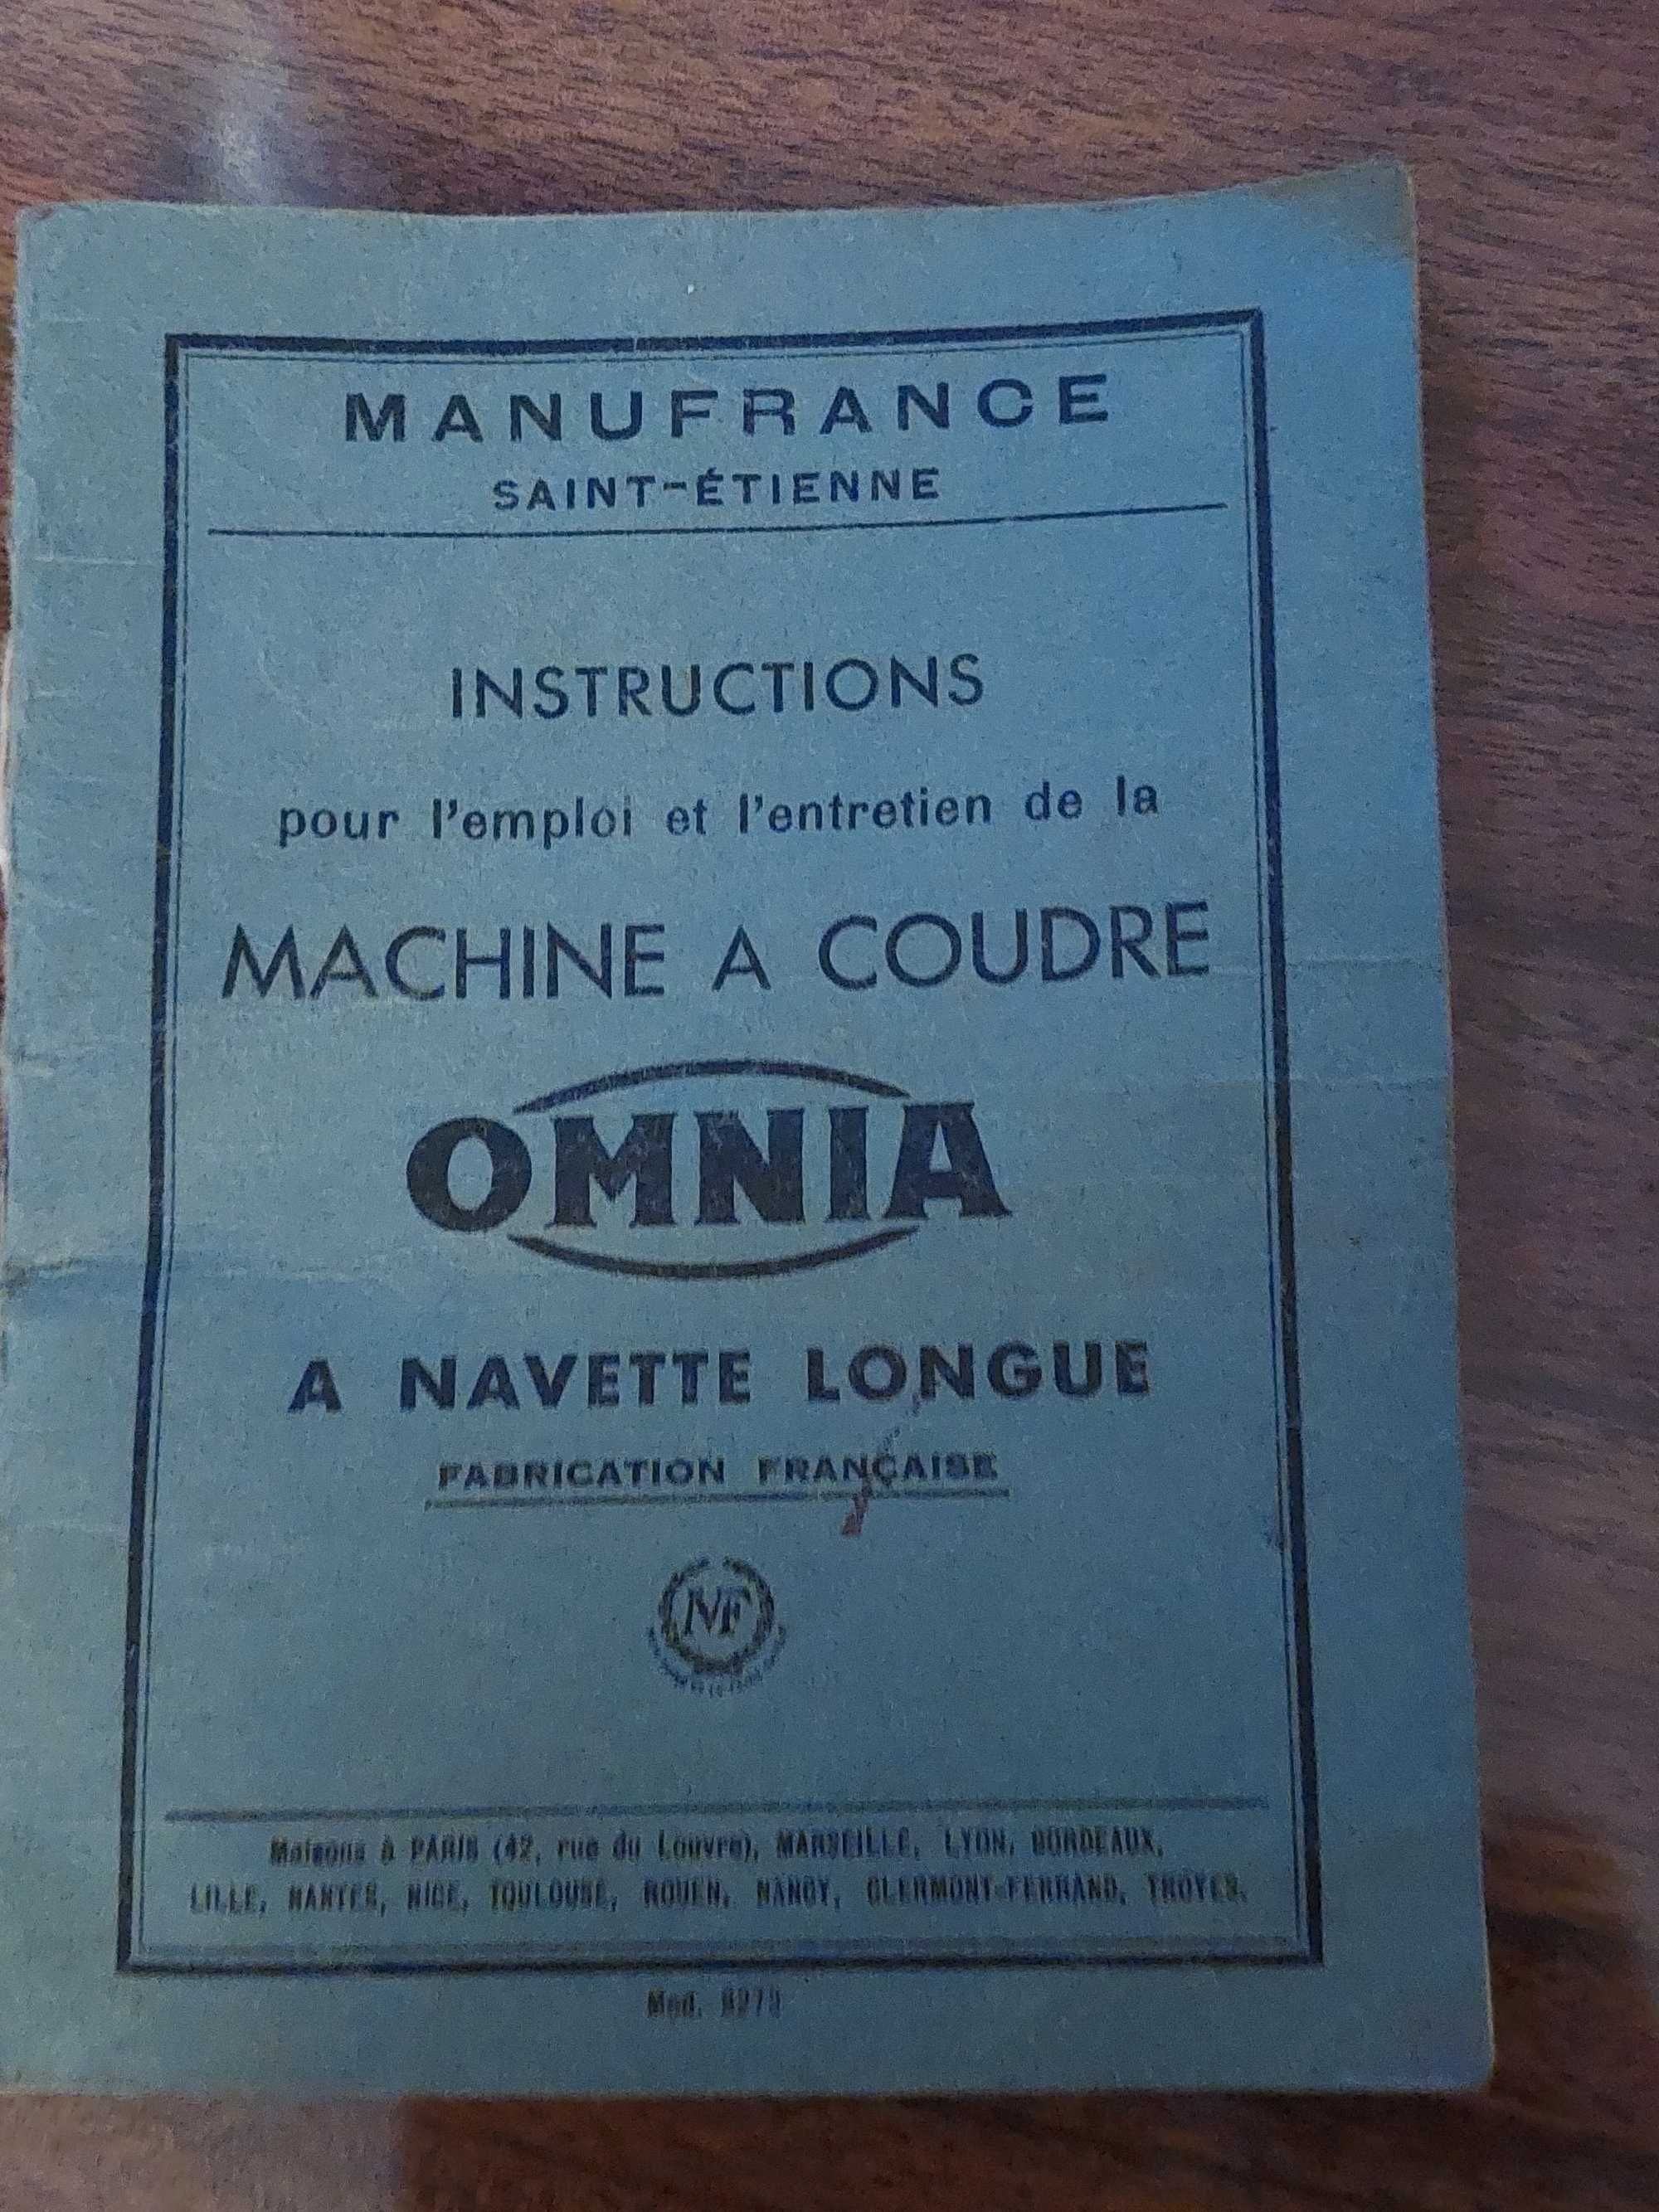 MANUFRANCE
SAINT-ÉTIENNE
INSTRUCTIONS
pour l'emploi et l'entretien de la
MACHINE A COUDRE
OMNIA
A NAVETTE LONGUE
FABRICATION FRANÇAISE
MF
Maisons à PARIS (42, rue du Louvre), MARSEILLE, LYON, BORDEAUX,
LILLE, NANTES, NICE, TOULOUSE, ROUEN, NANCY, CLERMONT-FERRAND, TROYES.
Mod.